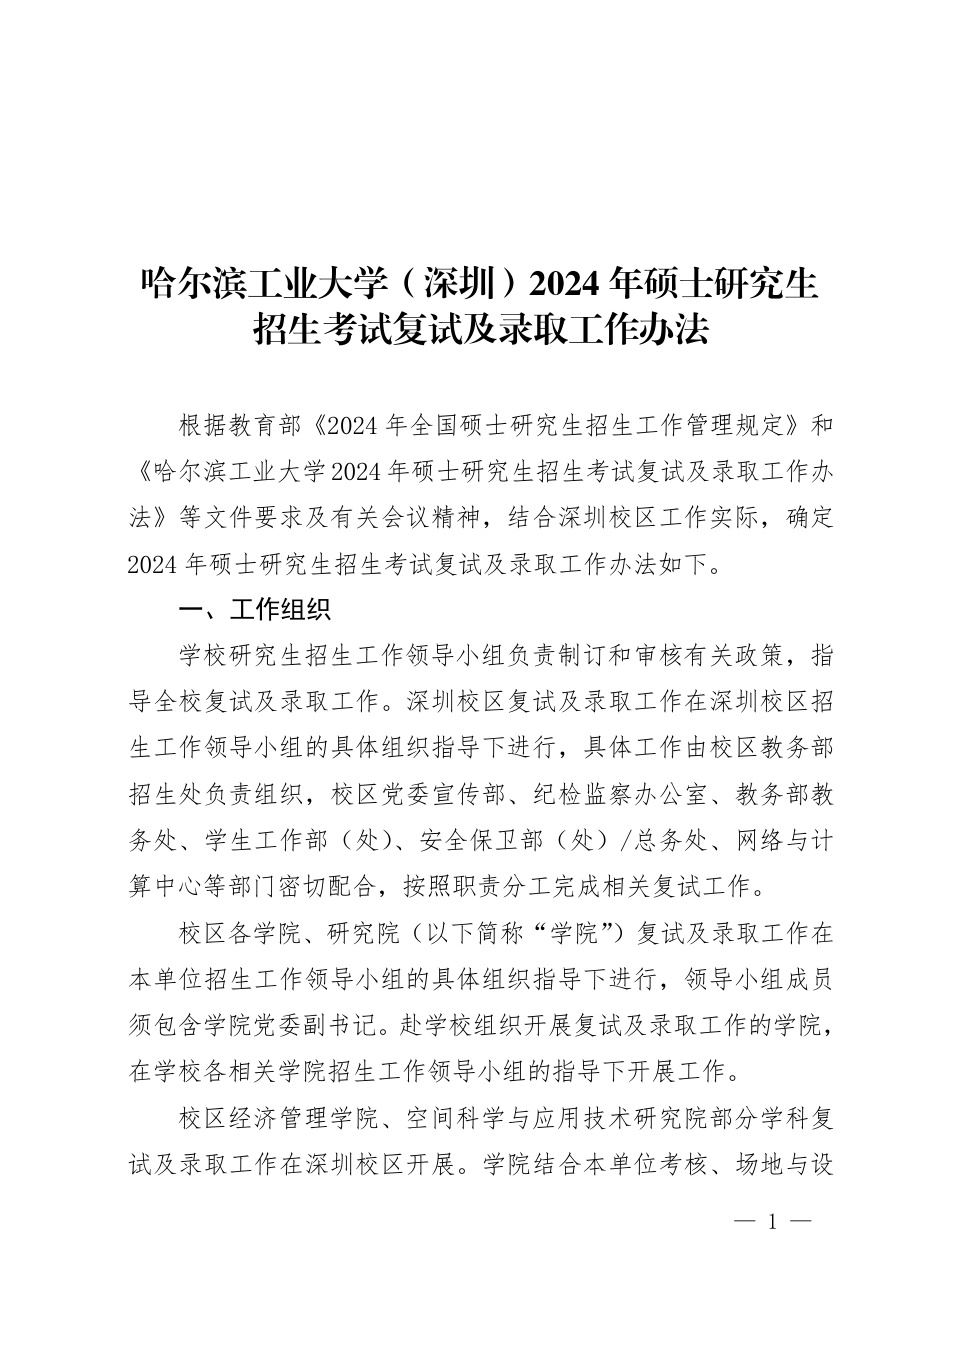 哈尔滨工业大学（深圳）2024 年硕士研究生
招生考试复试及录取工作办法
根据教育部《2024 年全国硕士研究生招生工作管理规定》和
《哈尔滨工业大学 2024 年硕士研究生招生考试复试及录取工作办
法》等文件要求及有关会议精神，结合深圳校区工作实际，确定
2024 年硕士研究生招生考试复试及录取工作办法如下。
一、工作组织
学校研究生招生工作领导小组负责制订和审核有关政策，指
导全校复试及录取工作。深圳校区复试及录取工作在深圳校区招
生工作领导小组的具体组织指导下进行，具体工作由校区教务部
招生处负责组织，校区党委宣传部、纪检监察办公室、教务部教
务处、学生工作部（处）、安全保卫部（处）/总务处、网络与计
算中心等部门密切配合，按照职责分工完成相关复试工作。
校区各学院、研究院（以下简称“学院”）复试及录取工作在
本单位招生工作领导小组的具体组织指导下进行，领导小组成员
须包含学院党委副书记。赴学校组织开展复试及录取工作的学院，
在学校各相关学院招生工作领导小组的指导下开展工作。
校区经济管理学院、空间科学与应用技术研究院部分学科复
试及录取工作在深圳校区开展。学院结合本单位考核、场地与设
— 1 —